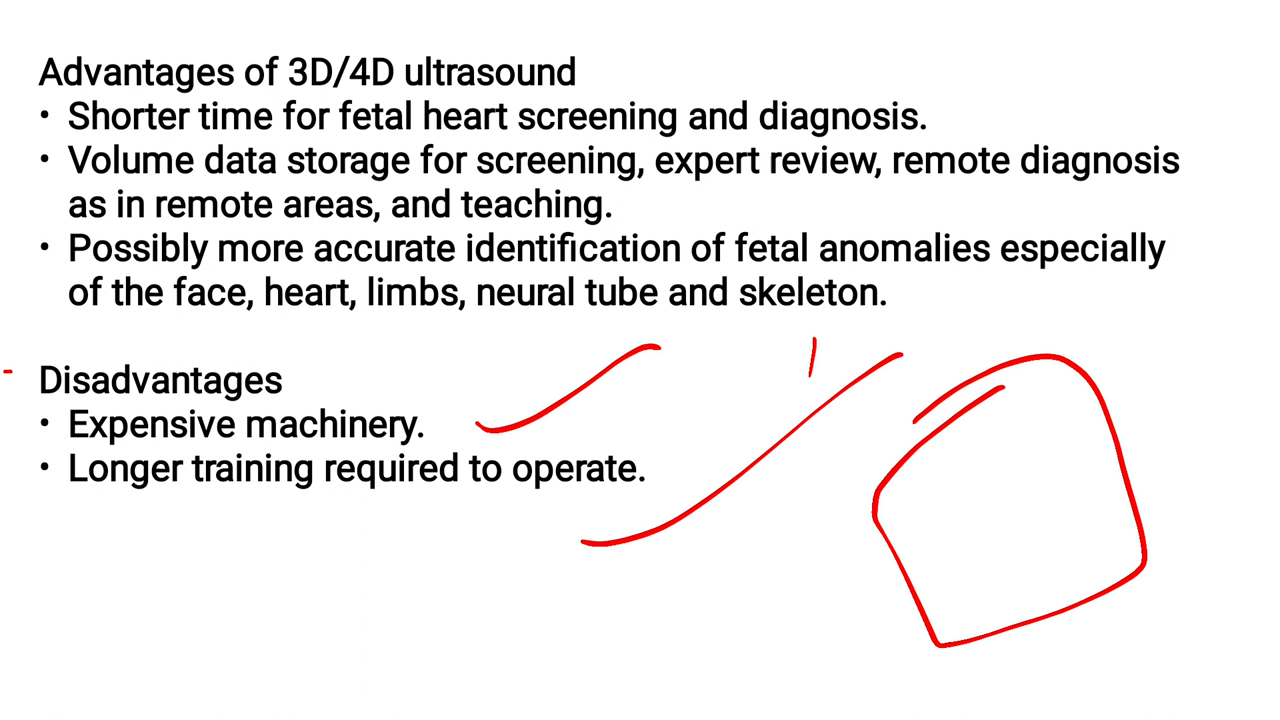 Advantages of 3D/4D ultrasound
• Shorter time for fetal heart screening and diagnosis.
• Volume data storage for screening, expert review, remote diagnosis
as in remote areas, and teaching.
• Possibly more accurate identification of fetal anomalies especially
of the face, heart, limbs, neural tube and skeleton.
Disadvantages
• Expensive machinery.
• Longer training required to operate.